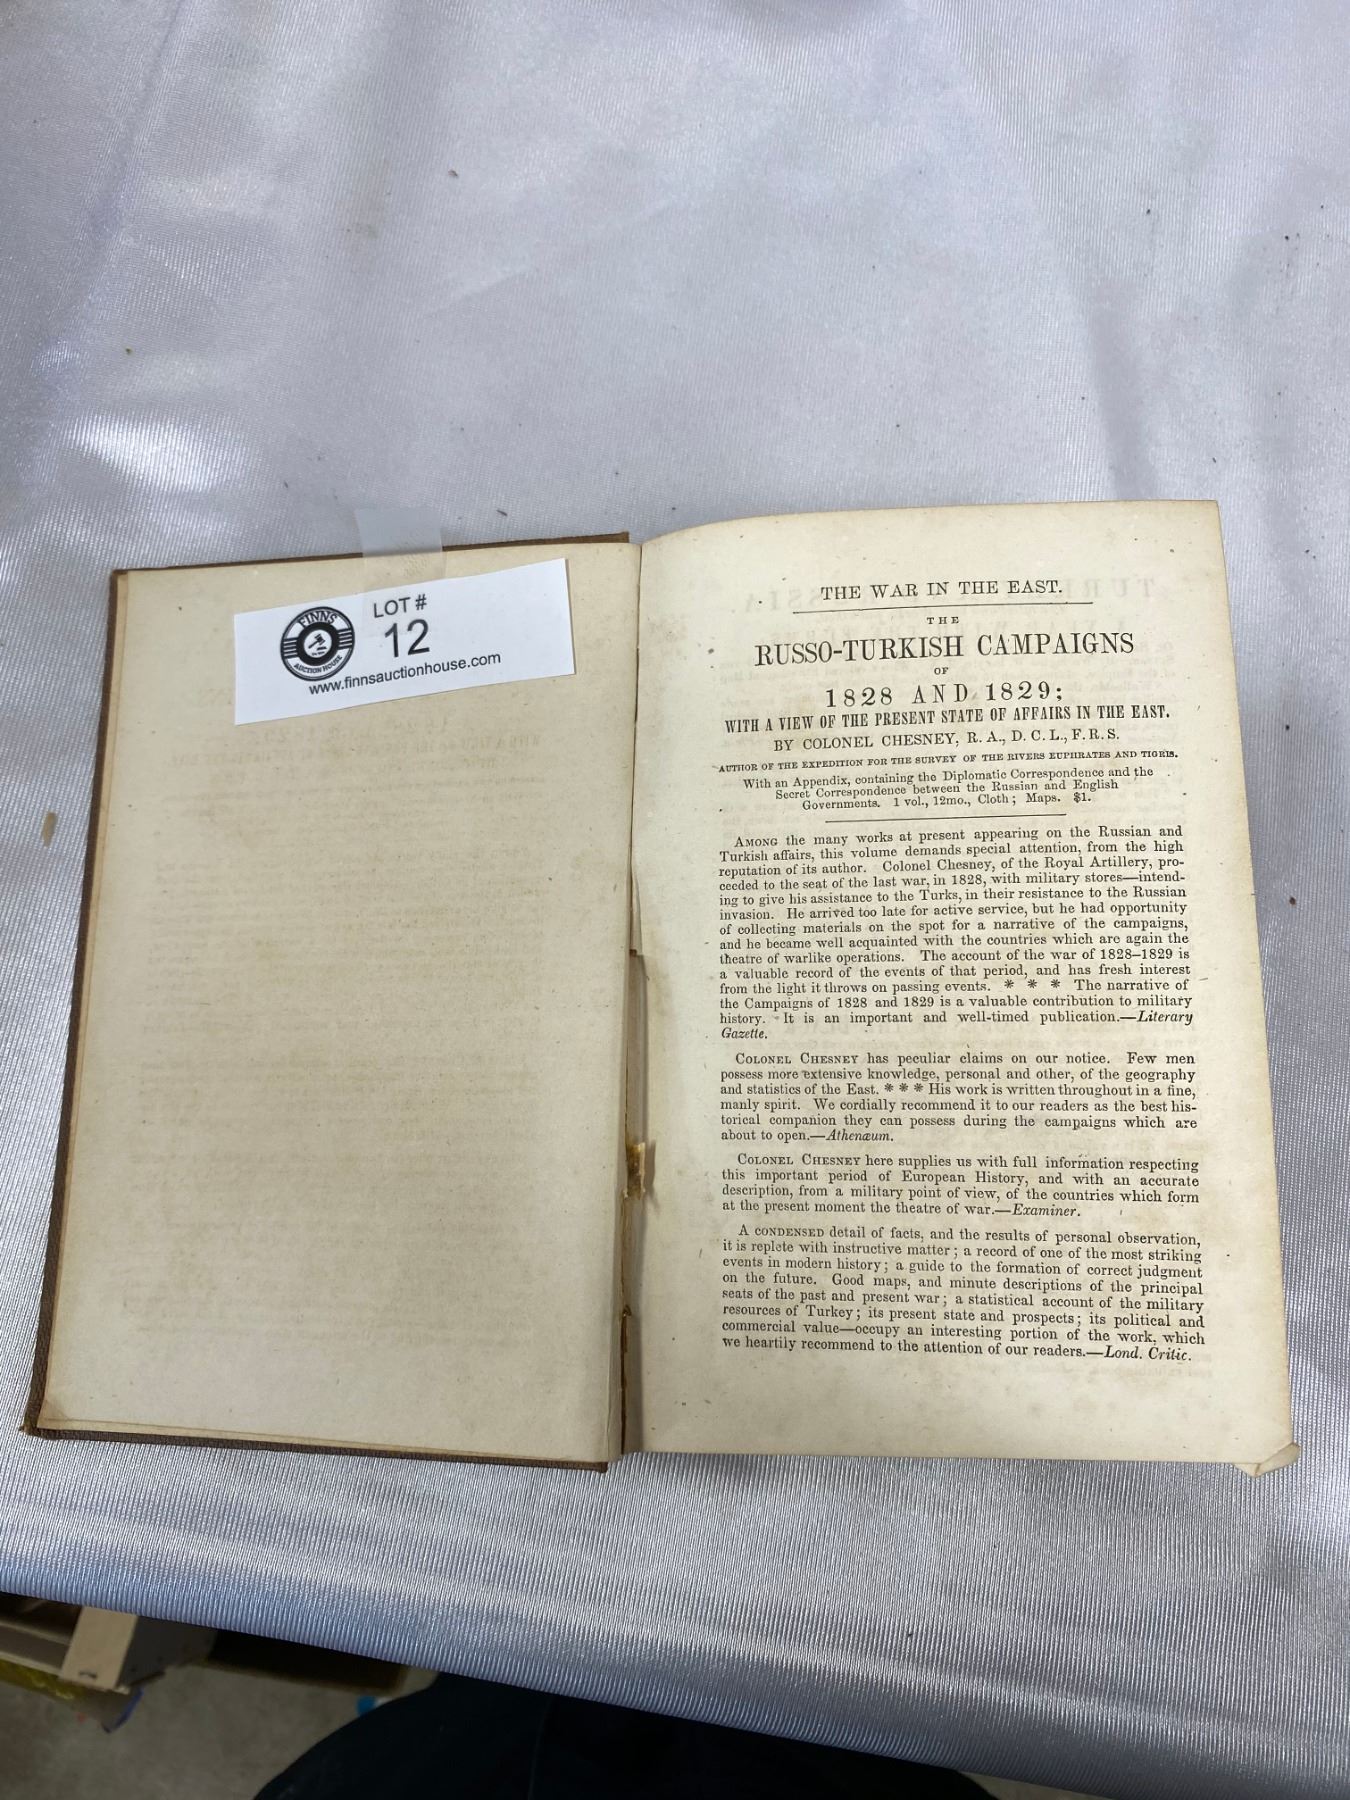 FINNS
AUCTION HOUSE
LOT #
12
www.finnsauctionhouse.com
THE WAR IN THE EAST.
THE
RUSSO-TURKISH CAMPAIGNS
OF
1828 AND 1829;
WITH A VIEW OF THE PRESENT STATE OF AFFAIRS IN THE EAST.
BY COLONEL CHESNEY, R. A., D. C. L., F. R. S.
AUTHOR OF THE EXPEDITION FOR THE SURVEY OF THE RIVERS EUPHRATES AND TIGRIS.
With an Appendix, containing the Diplomatic Correspondence and the
Secret Correspondence between the Russian and English
Governments. 1 vol., 12mo., Cloth; Maps. $1.
AMONG the many works at present appearing on the Russian and
Turkish affairs, this volume demands special attention, from the high
reputation of its author. Colonel Chesney, of the Royal Artillery, pro-
ceeded to the seat of the last war, in 1828, with military stores—intend-
ing to give his assistance to the Turks, in their resistance to the Russian
invasion. He arrived too late for active service, but he had opportunity
of collecting materials on the spot for a narrative of the campaigns,
and he became well acquainted with the countries which are again the
theatre of warlike operations. The account of the war of 1828–1829 is
a valuable record of the events of that period, and has fresh interest
from the light it throws on passing events. * * * The narrative of
the Campaigns of 1828 and 1829 is a valuable contribution to military
history. It is an important and well-timed publication.—Literary
Gazette.
COLONEL CHESNEY has peculiar claims on our notice. Few men
possess more extensive knowledge, personal and other, of the geography
and statistics of the East. * * * His work is written throughout in a fine,
manly spirit. We cordially recommend it to our readers as the best his-
torical companion they can possess during the campaigns which are
about to open.—Athenæum.
COLONEL CHESNEY here supplies us with full information respecting
this important period of European History, and with an accurate
description, from a military point of view, of the countries which form
at the present moment the theatre of war.—Examiner.
A CONDENSED detail of facts, and the results of personal observation,
it is replete with instructive matter; a record of one of the most striking
events in modern history; a guide to the formation of correct judgment
on the future. Good maps, and minute descriptions of the principal
seats of the past and present war; a statistical account of the military
resources of Turkey; its present state and prospects; its political and
commercial value—occupy an interesting portion of the work, which
we heartily recommend to the attention of our readers.—Lond. Critic.